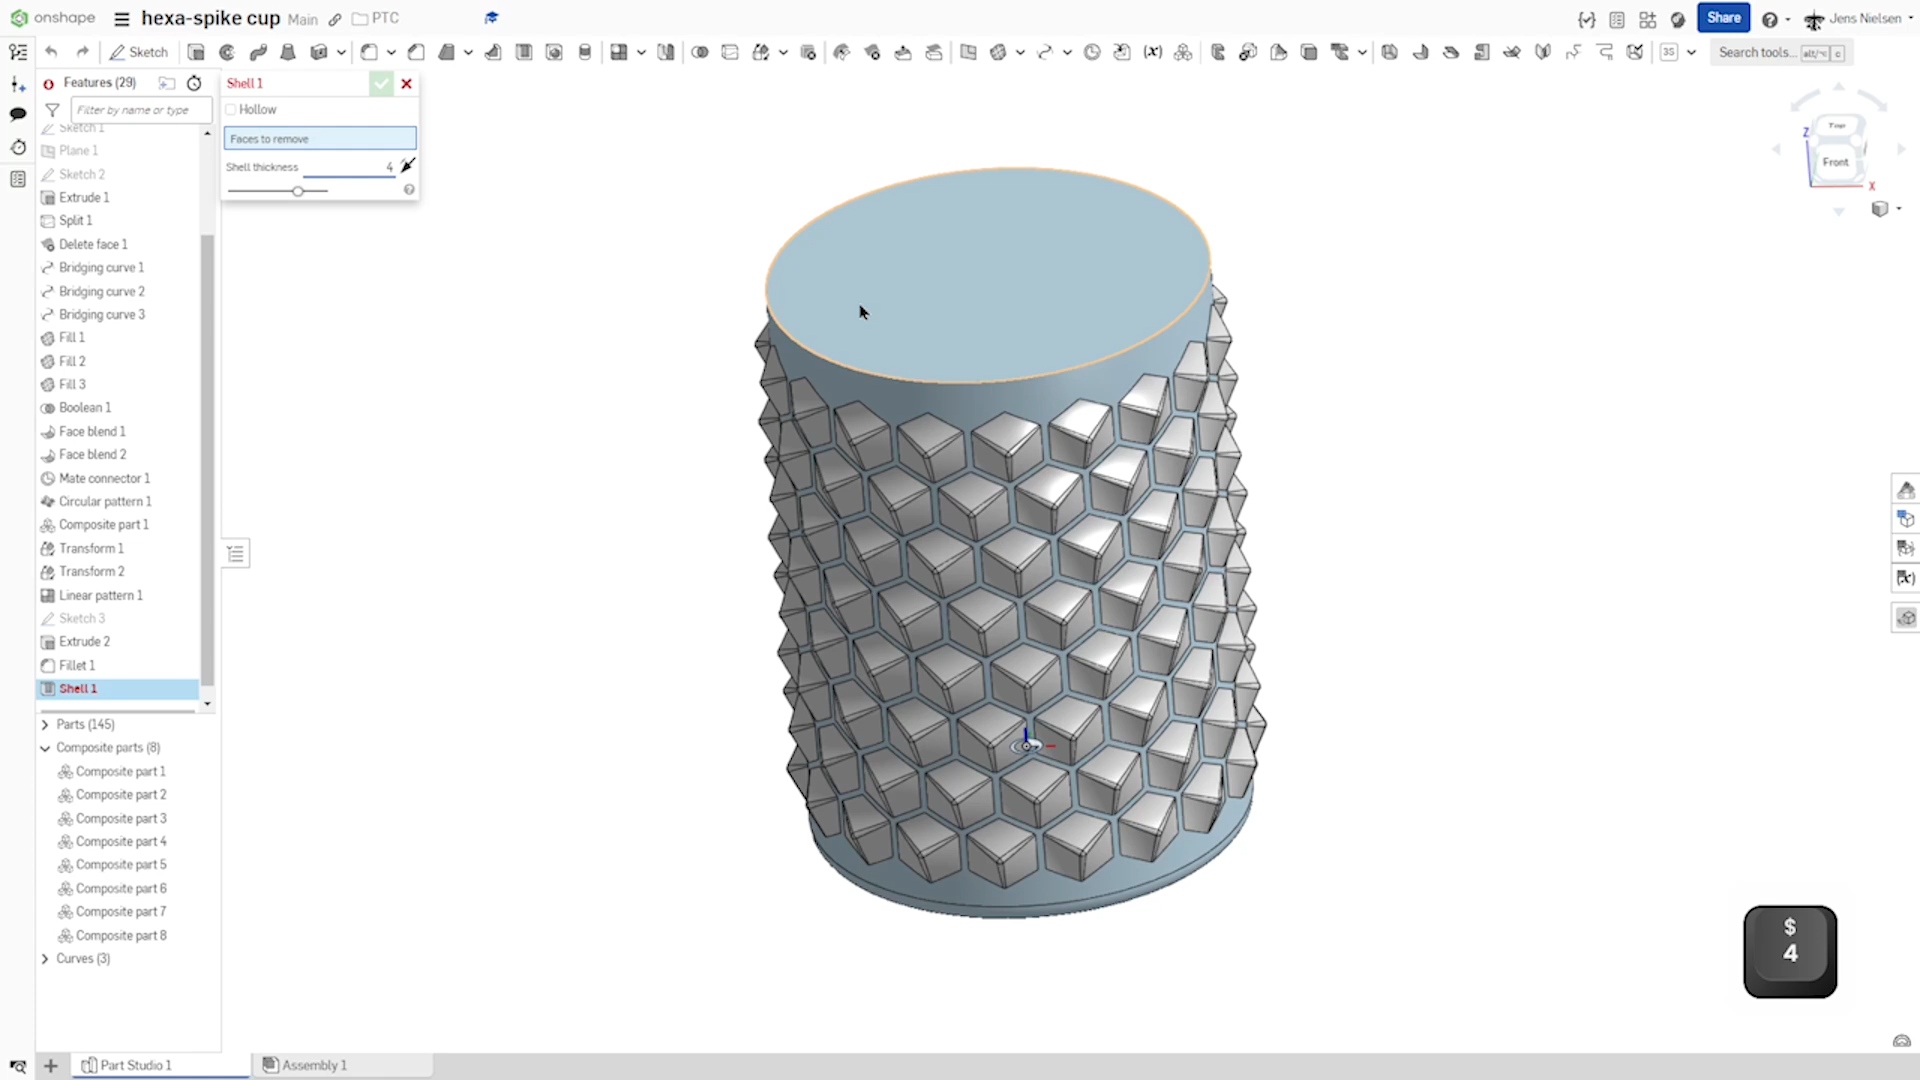 onshape
hexa-spike cup Main PTC
Share
Jens Nielsen
Sketch
(x)
3S
Search tools... alt/⌥ c
Features (29)
Filter by name or type
Sketch 1
Plane 1
Sketch 2
Extrude 1
Split 1
Delete face 1
Bridging curve 1
Bridging curve 2
Bridging curve 3
Fill 1
Fill 2
Fill 3
Boolean 1
Face blend 1
Face blend 2
Mate connector 1
Circular pattern 1
Composite part 1
Transform 1
Transform 2
Linear pattern 1
Sketch 3
Extrude 2
Fillet 1
Shell 1
Parts (145)
Composite parts (8)
Composite part 1
Composite part 2
Composite part 3
Composite part 4
Composite part 5
Composite part 6
Composite part 7
Composite part 8
Curves (3)
Shell 1
Hollow
Faces to remove
Shell thickness 4
Top
Z
Front
X
$
4
Part Studio 1
Assembly 1